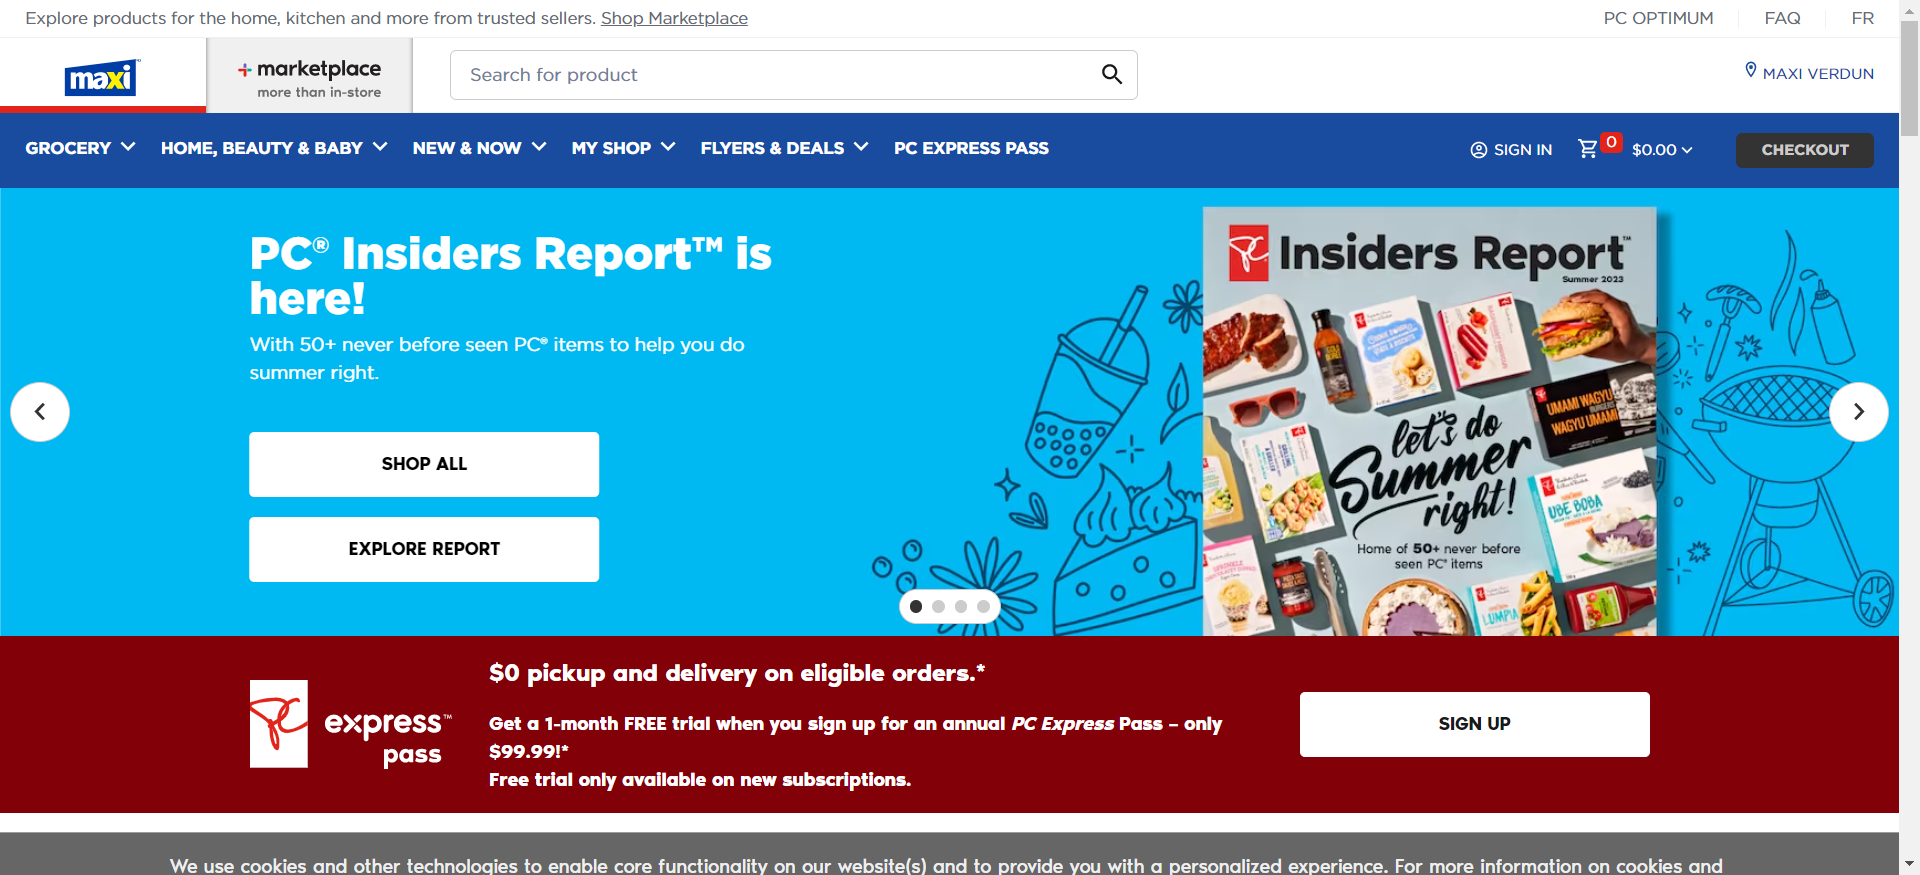 Explore products for the home, kitchen and more from trusted sellers. Shop Marketplace
PC OPTIMUM
FAQ
FR
maxi
marketplace
more than in-store
Search for product
MAXI VERDUN
GROCERY
HOME, BEAUTY & BABY
NEW & NOW
MY SHOP
FLYERS & DEALS
PC EXPRESS PASS
SIGN IN
0
$0.00
CHECKOUT
PC® Insiders Report™ is
here!
With 50+ never before seen PC® items to help you do
summer right.
SHOP ALL
EXPLORE REPORT
PC Insiders Report™
Summer 2023
UMAMI WAGYU
BURGERS
WAGYU UMAMI
let's do
Summer
right!
UBE BOBA
Home of 50+ never before
seen PC® items
LUMPIA
PC express™
pass
$0 pickup and delivery on eligible orders.*
Get a 1-month FREE trial when you sign up for an annual PC Express Pass – only
$99.99!*
Free trial only available on new subscriptions.
SIGN UP
We use cookies and other technologies to enable core functionality on our website(s) and to provide you with a personalized experience. For more information on cookies and